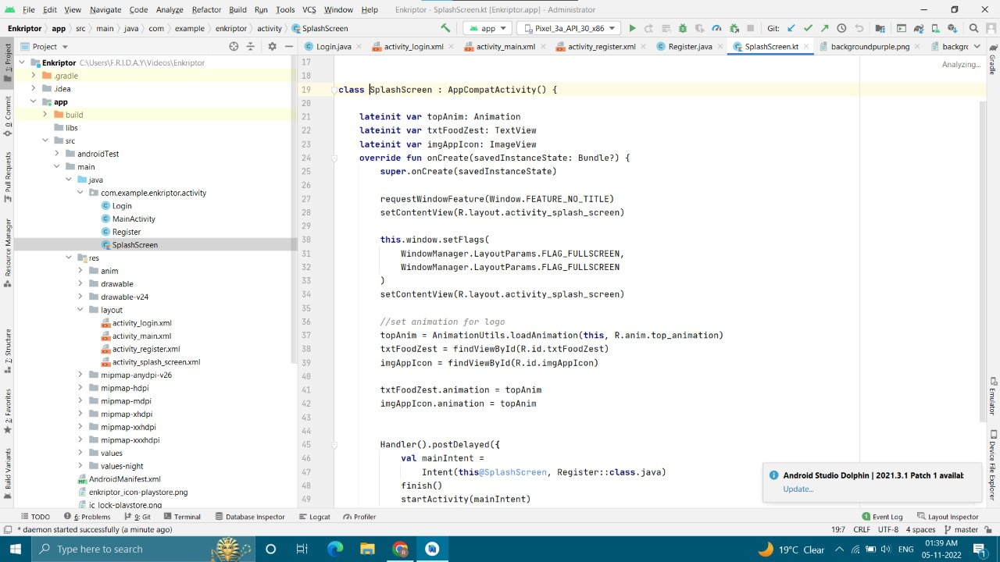 File Edit View Navigate Code Analyze Refactor Build Run Tools VCS Window Help Enkriptor - SplashScreen.kt [Enkriptor.app] - Administrator
Enkriptor app src main java com example enkriptor activity SplashScreen app Pixel_3a_API_30_x86 Git:
Project Login.java activity_login.xml activity_main.xml activity_register.xml Register.java SplashScreen.kt backgroundpurple.png backgr
Enkriptor C:\Users\F.R.I.D.A.Y\Videos\Enkriptor
.gradle
.idea
app
build
libs
src
androidTest
main
java
com.example.enkriptor.activity
Login
MainActivity
Register
SplashScreen
res
anim
drawable
drawable-v24
layout
activity_login.xml
activity_main.xml
activity_register.xml
activity_splash_screen.xml
mipmap-anydpi-v26
mipmap-hdpi
mipmap-mdpi
mipmap-xhdpi
mipmap-xxhdpi
mipmap-xxxhdpi
values
values-night
AndroidManifest.xml
enkriptor_icon-playstore.png
ic_lock-playstore.png
1: Project
0: Commit
Pull Requests
Resource Manager
7: Structure
2: Favorites
Build Variants
17
18
19 class SplashScreen : AppCompatActivity() {
20
21 lateinit var topAnim: Animation
22 lateinit var txtFoodZest: TextView
23 lateinit var imgAppIcon: ImageView
24 override fun onCreate(savedInstanceState: Bundle?) {
25 super.onCreate(savedInstanceState)
26
27 requestWindowFeature(Window.FEATURE_NO_TITLE)
28 setContentView(R.layout.activity_splash_screen)
29
30 this.window.setFlags(
31 WindowManager.LayoutParams.FLAG_FULLSCREEN,
32 WindowManager.LayoutParams.FLAG_FULLSCREEN
33 )
34 setContentView(R.layout.activity_splash_screen)
35
36 //set animation for logo
37 topAnim = AnimationUtils.loadAnimation(this, R.anim.top_animation)
38 txtFoodZest = findViewById(R.id.txtFoodZest)
39 imgAppIcon = findViewById(R.id.imgAppIcon)
40
41 txtFoodZest.animation = topAnim
42 imgAppIcon.animation = topAnim
43
44
45 Handler().postDelayed({
46 val mainIntent =
47 Intent(this@SplashScreen, Register::class.java)
48 finish()
49 startActivity(mainIntent)
Analyzing...
Gradle
Emulator
Device File Explorer
Android Studio Dolphin | 2021.3.1 Patch 1 availab
Update...
TODO 6: Problems 9: Git Terminal Database Inspector Logcat Profiler 1 Event Log Layout Inspector
* daemon started successfully (a minute ago) 19:7 CRLF UTF-8 4 spaces master
Type here to search 19°C Clear ENG 01:39 AM
05-11-2022 1